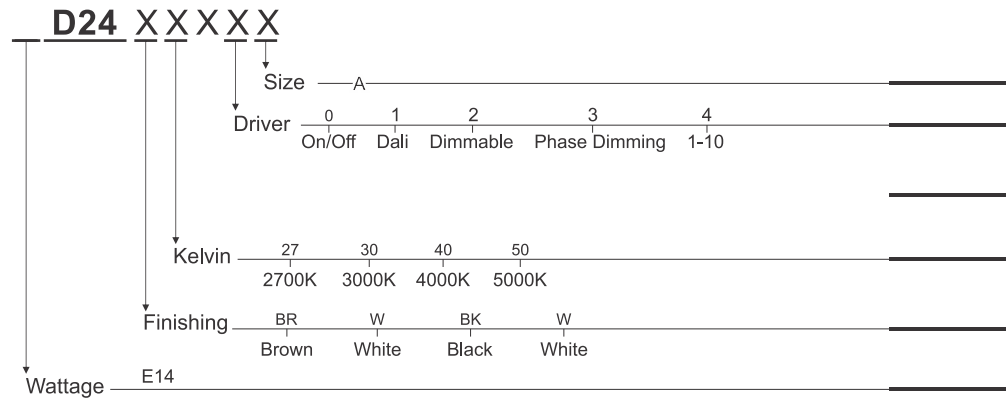 D24 X X X X X
Size A
0 1 2 3 4
Driver
On/Off Dali Dimmable Phase Dimming 1-10
27 30 40 50
Kelvin
2700K 3000K 4000K 5000K
BR W BK W
Finishing
Brown White Black White
E14
Wattage